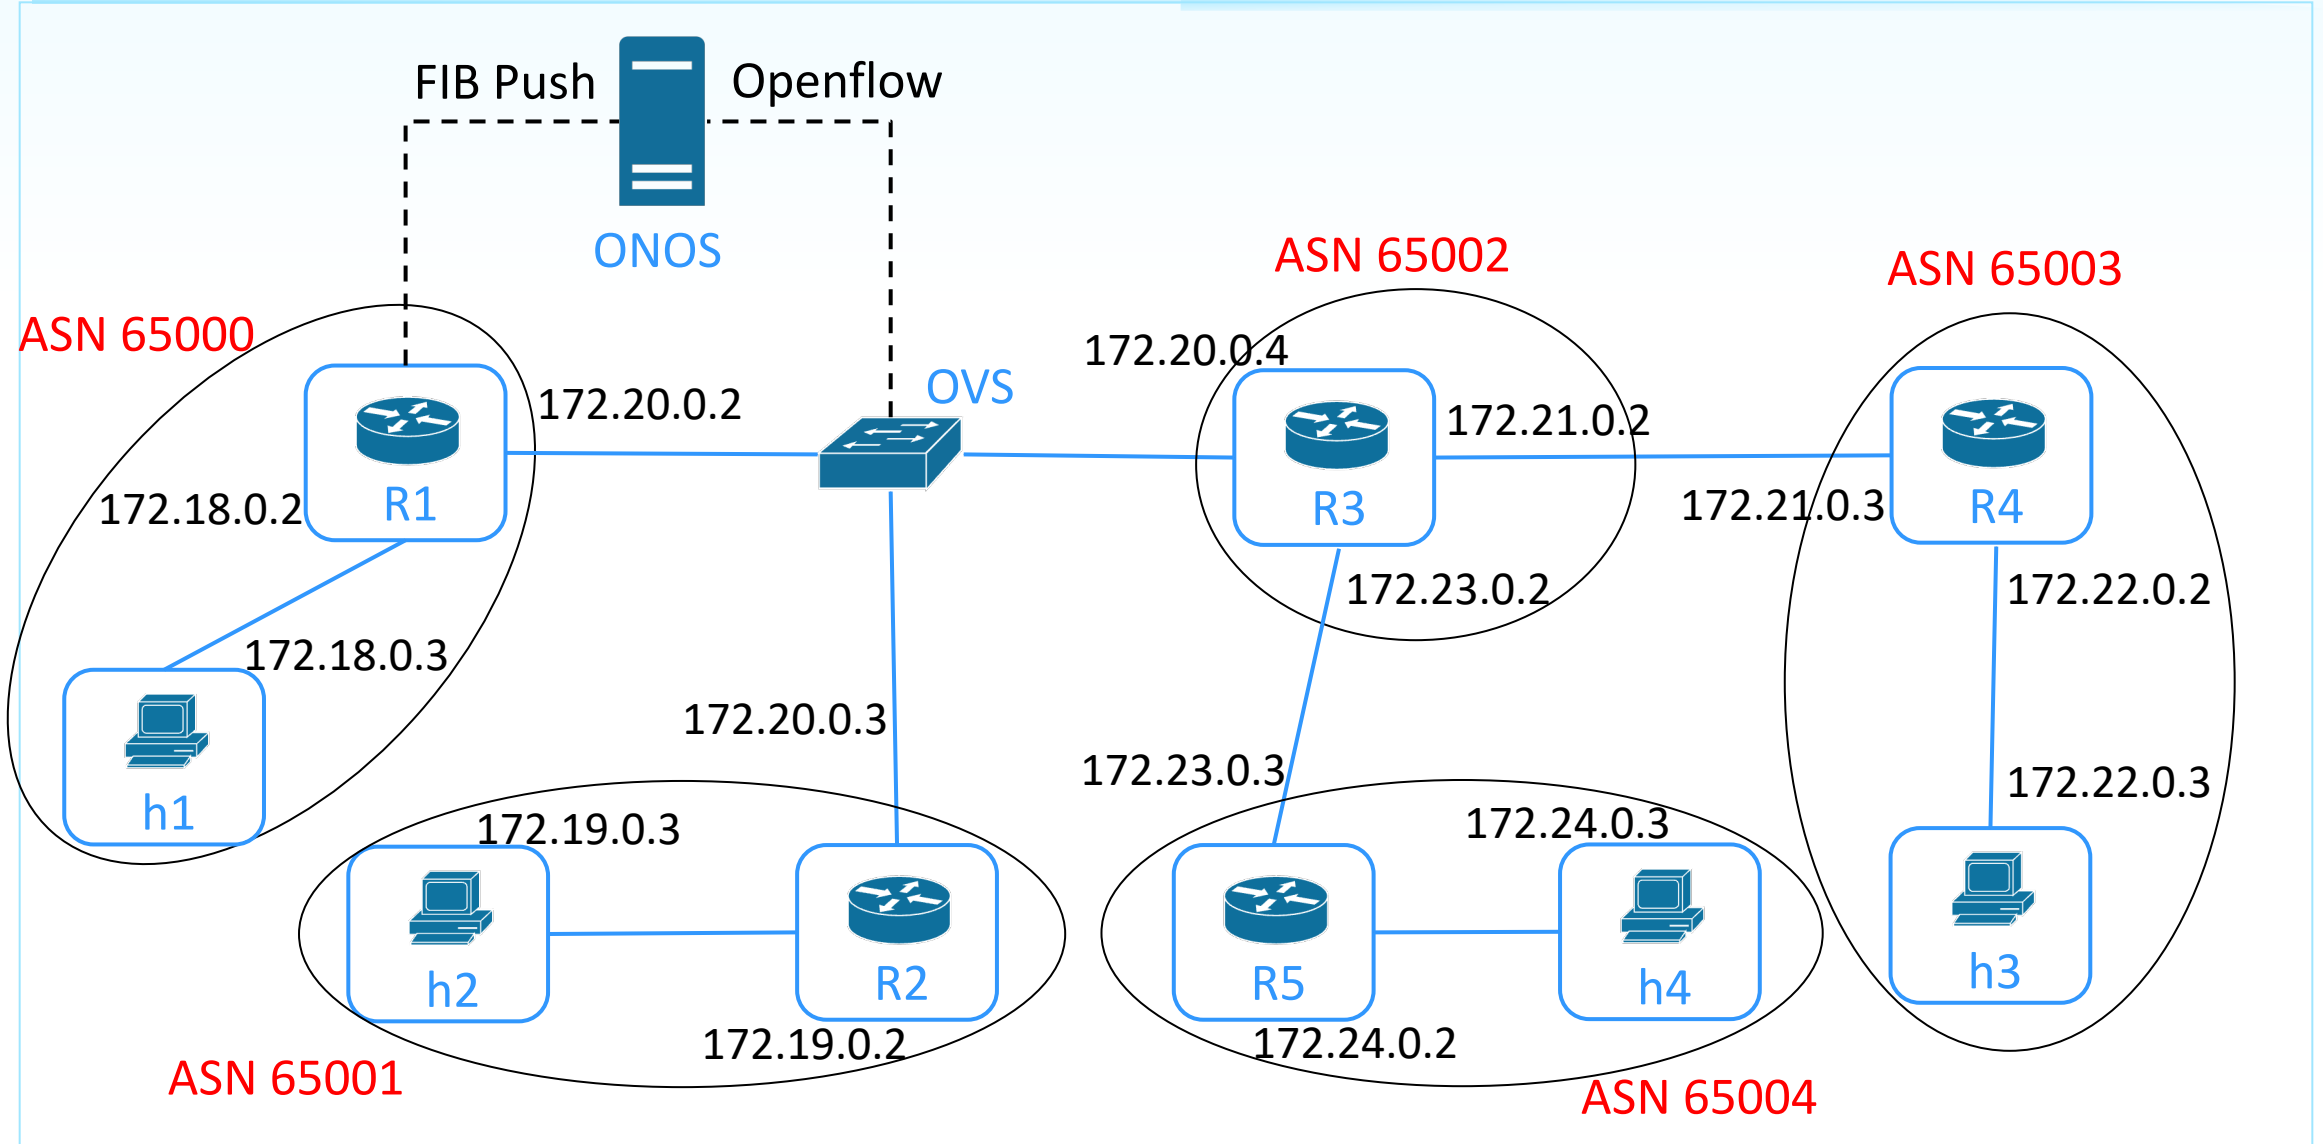 FIB Push
Openflow
ONOS
ASN 65002
ASN 65003
ASN 65000
172.20.0.4
OVS
172.20.0.2
172.21.0.2
R1
172.18.0.2
R3
172.21.0.3
R4
172.23.0.2
172.22.0.2
172.18.0.3
172.20.0.3
172.23.0.3
172.22.0.3
h1
172.19.0.3
172.24.0.3
h2
R2
R5
h4
h3
172.19.0.2
172.24.0.2
ASN 65001
ASN 65004